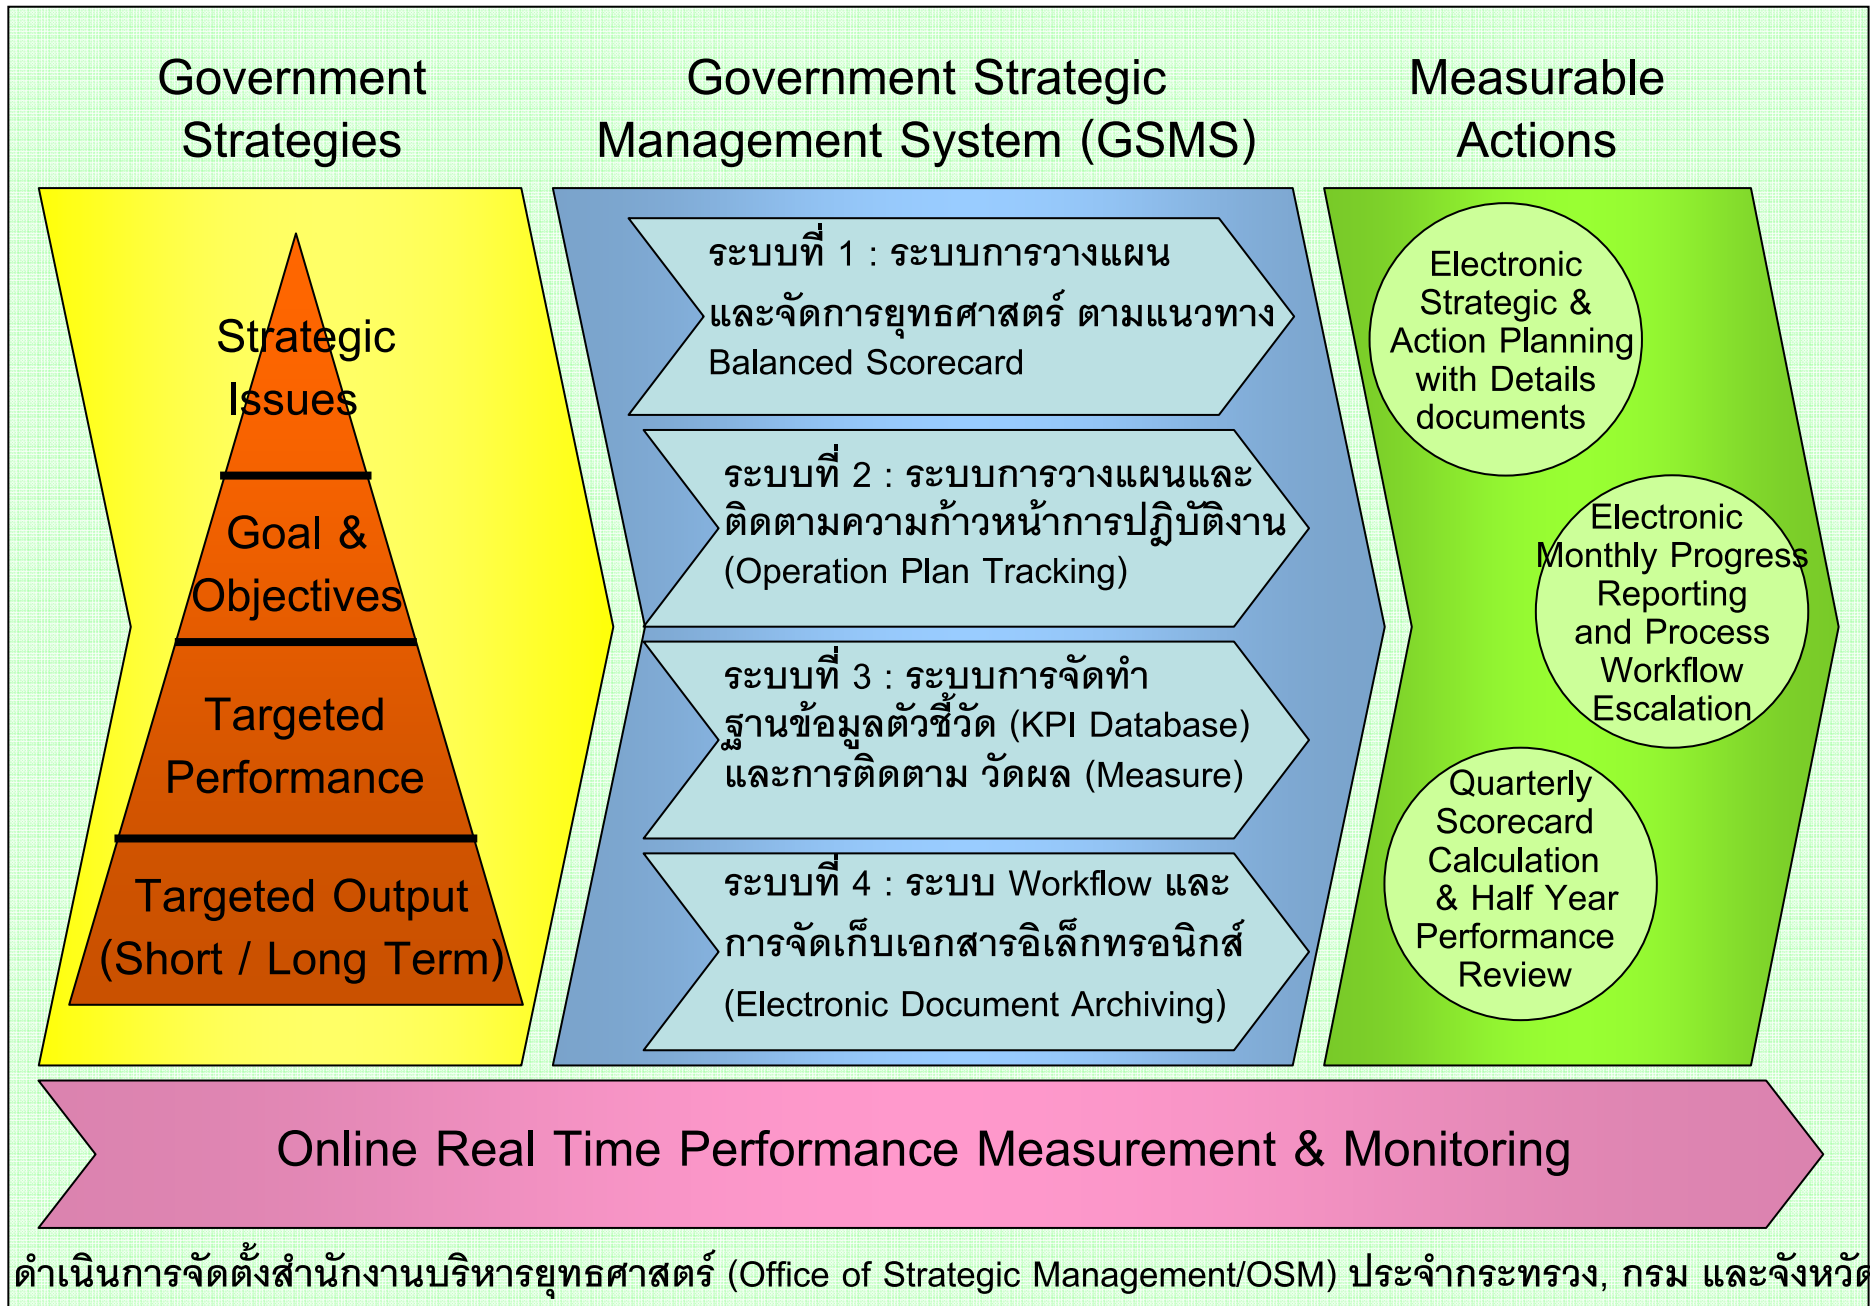 Government
Strategies
Government Strategic
Management System (GSMS)
Measurable
Actions
Strategic
Issues
Goal &
Objectives
Targeted
Performance
Targeted Output
(Short / Long Term)
ระบบที่ 1 : ระบบการวางแผน
และจัดการยุทธศาสตร์ ตามแนวทาง
Balanced Scorecard
ระบบที่ 2 : ระบบการวางแผนและ
ติดตามความก้าวหน้าการปฏิบัติงาน
(Operation Plan Tracking)
ระบบที่ 3 : ระบบการจัดทำ
ฐานข้อมูลตัวชี้วัด (KPI Database)
และการติดตาม วัดผล (Measure)
ระบบที่ 4 : ระบบ Workflow และ
การจัดเก็บเอกสารอิเล็กทรอนิกส์
(Electronic Document Archiving)
Electronic
Strategic &
Action Planning
with Details
documents
Electronic
Monthly Progress
Reporting
and Process
Workflow
Escalation
Quarterly
Scorecard
Calculation
& Half Year
Performance
Review
Online Real Time Performance Measurement & Monitoring
ดำเนินการจัดตั้งสำนักงานบริหารยุทธศาสตร์ (Office of Strategic Management/OSM) ประจำกระทรวง, กรม และจังหวัด